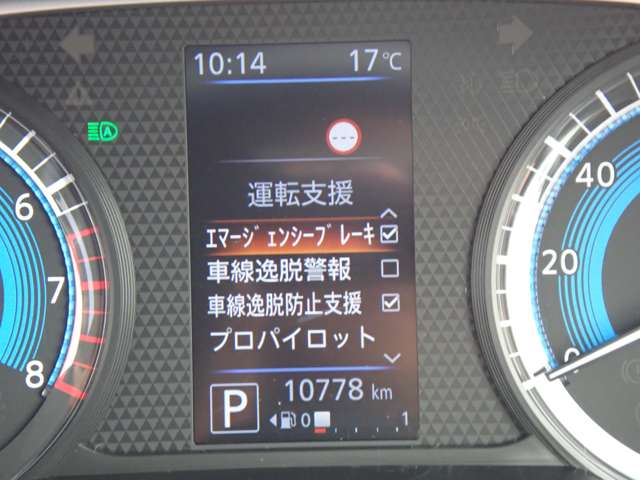 10:14 17℃
---
運転支援
エマージェンシーブレーキ
車線逸脱警報
車線逸脱防止支援
プロパイロット
P 10778 km
0 1
6
7
8
40
20
0
A